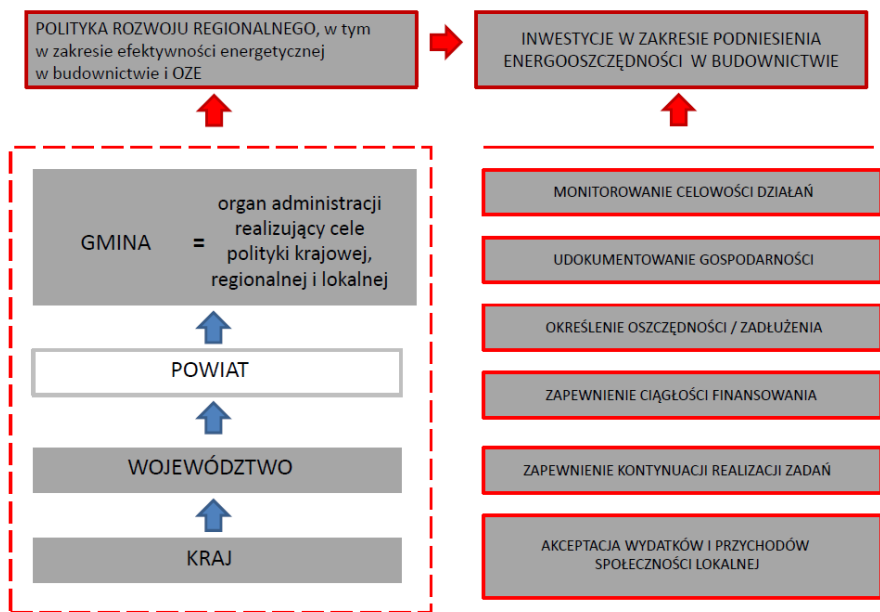 POLITYKA ROZWOJU REGIONALNEGO, w tym
w zakresie efektywności energetycznej
w budownictwie i OZE
INWESTYCJE W ZAKRESIE PODNIESIENIA
ENERGOOSZCZĘDNOŚCI W BUDOWNICTWIE
GMINA =
organ administracji
realizujący cele
polityki krajowej,
regionalnej i lokalnej
POWIAT
WOJEWÓDZTWO
KRAJ
MONITOROWANIE CELOWOŚCI DZIAŁAŃ
UDOKUMENTOWANIE GOSPODARNOŚCI
OKREŚLENIE OSZCZĘDNOŚCI / ZADŁUŻENIA
ZAPEWNIENIE CIĄGŁOŚCI FINANSOWANIA
ZAPEWNIENIE KONTYNUACJI REALIZACJI ZADAŃ
AKCEPTACJA WYDATKÓW I PRZYCHODÓW
SPOŁECZNOŚCI LOKALNEJ